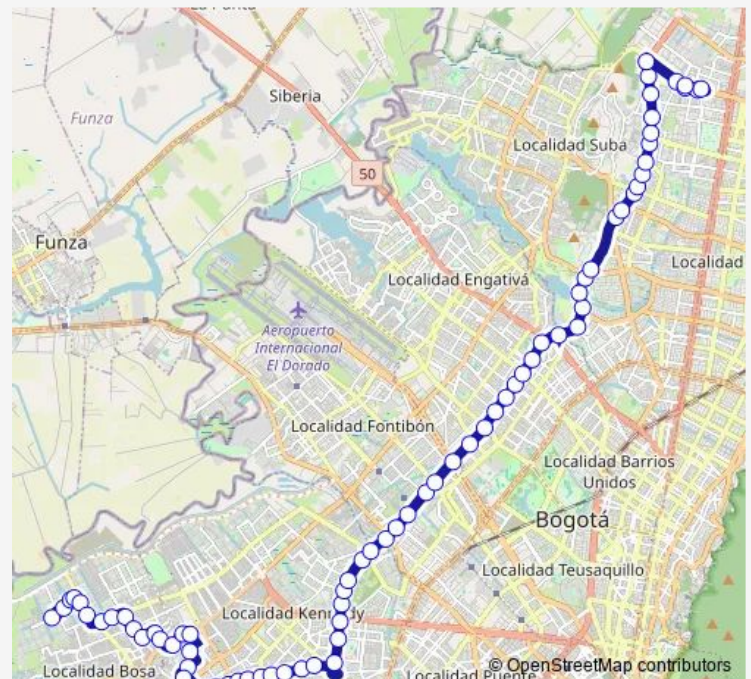 Siberia
Funza
Localidad Suba
50
Funza
Localidad
Localidad Engativá
Aeropuerto
Internacional
El Dorado
Localidad Fontibón
Localidad Barrios
Unidos
Bogotá
Localidad Teusaquillo
Localidad Kennedy
Localidad Bosa
© OpenStreetMap contributors
Localidad Puente